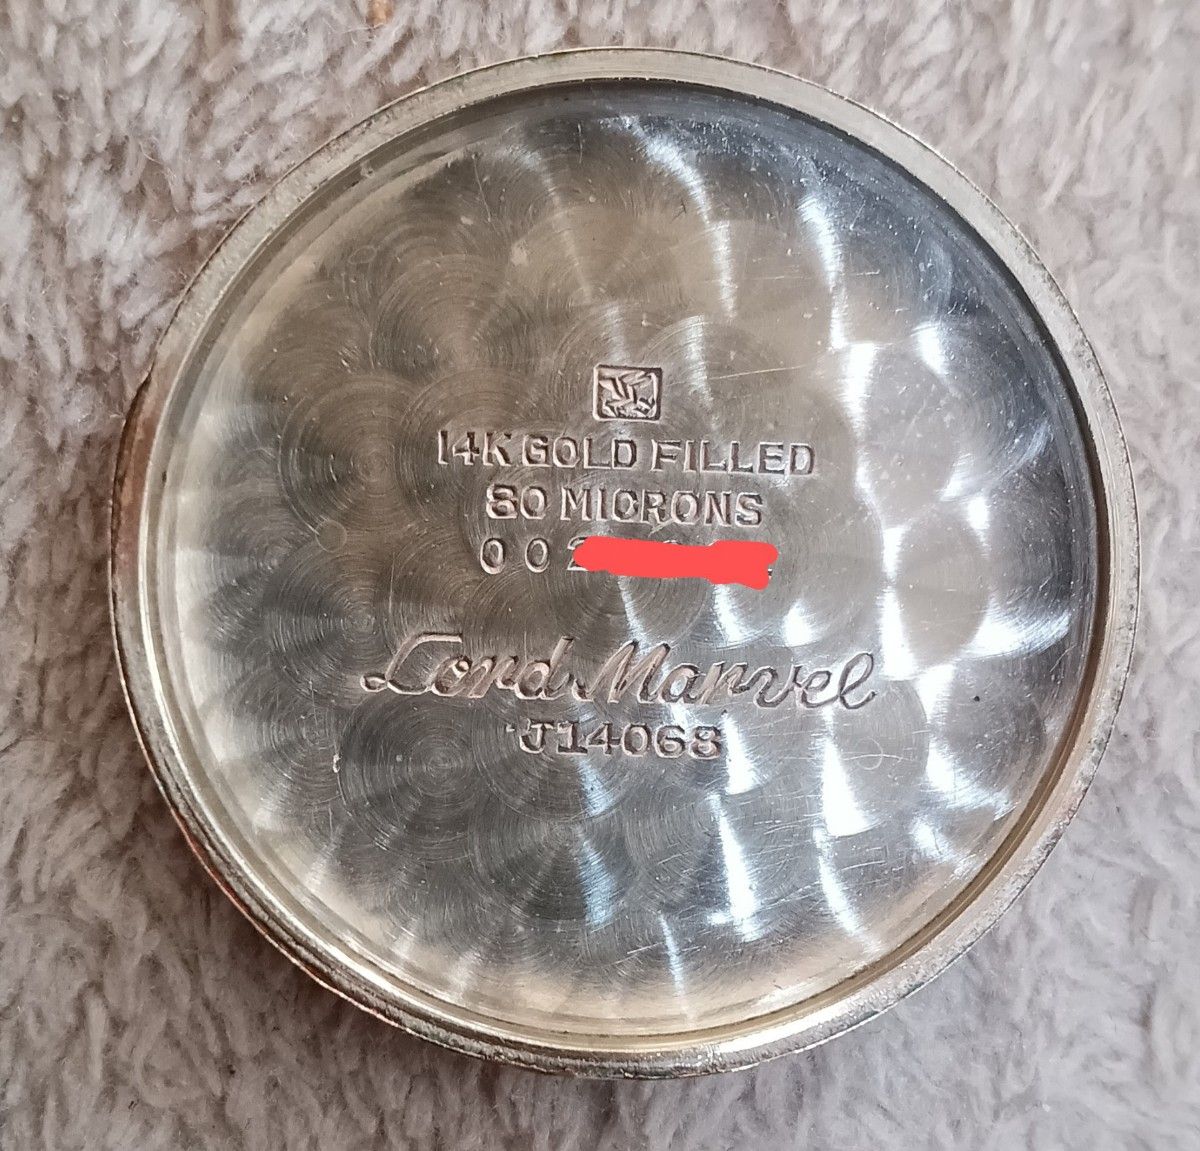 14K GOLD FILLED
80 MICRONS
002
Lord Marvel
J14068